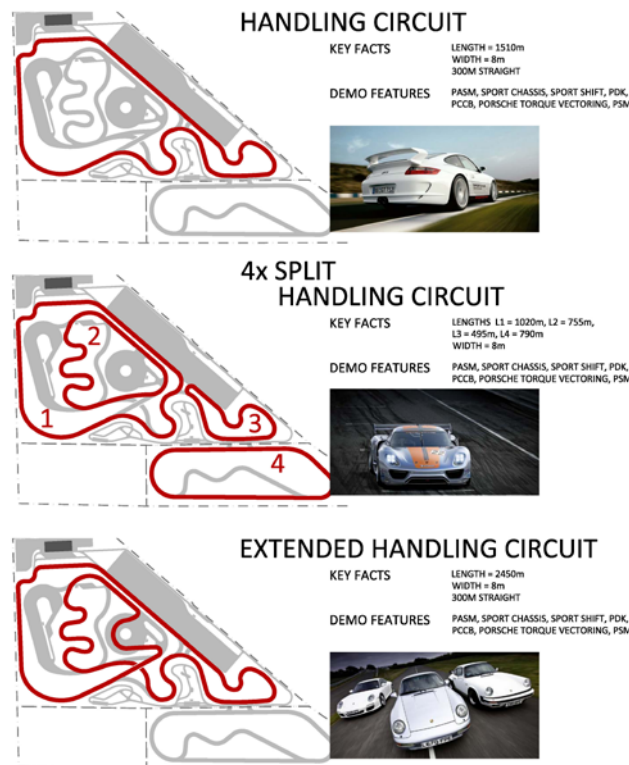 HANDLING CIRCUIT
KEY FACTS
LENGTH = 1510m
WIDTH = 8m
300M STRAIGHT
DEMO FEATURES
PASM, SPORT CHASSIS, SPORT SHIFT, PDK,
PCCB, PORSCHE TORQUE VECTORING, PSM
4x SPLIT
HANDLING CIRCUIT
KEY FACTS
LENGTHS L1 = 1020m, L2 = 755m,
L3 = 495m, L4 = 790m
WIDTH = 8m
DEMO FEATURES
PASM, SPORT CHASSIS, SPORT SHIFT, PDK,
PCCB, PORSCHE TORQUE VECTORING, PSM
2
1
3
4
EXTENDED HANDLING CIRCUIT
KEY FACTS
LENGTH = 2450m
WIDTH = 8m
300M STRAIGHT
DEMO FEATURES
PASM, SPORT CHASSIS, SPORT SHIFT, PDK,
PCCB, PORSCHE TORQUE VECTORING, PSM